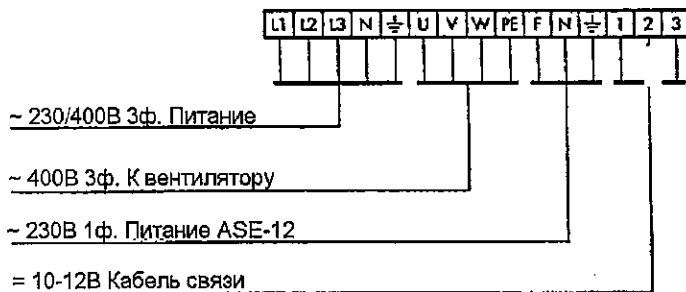 L1 L2 L3 N ⏚ U V W PE F N ⏚ 1 2 3
~ 230/400В 3ф. Питание
~ 400В 3ф. К вентилятору
~ 230В 1ф. Питание ASE-12
= 10-12В Кабель связи